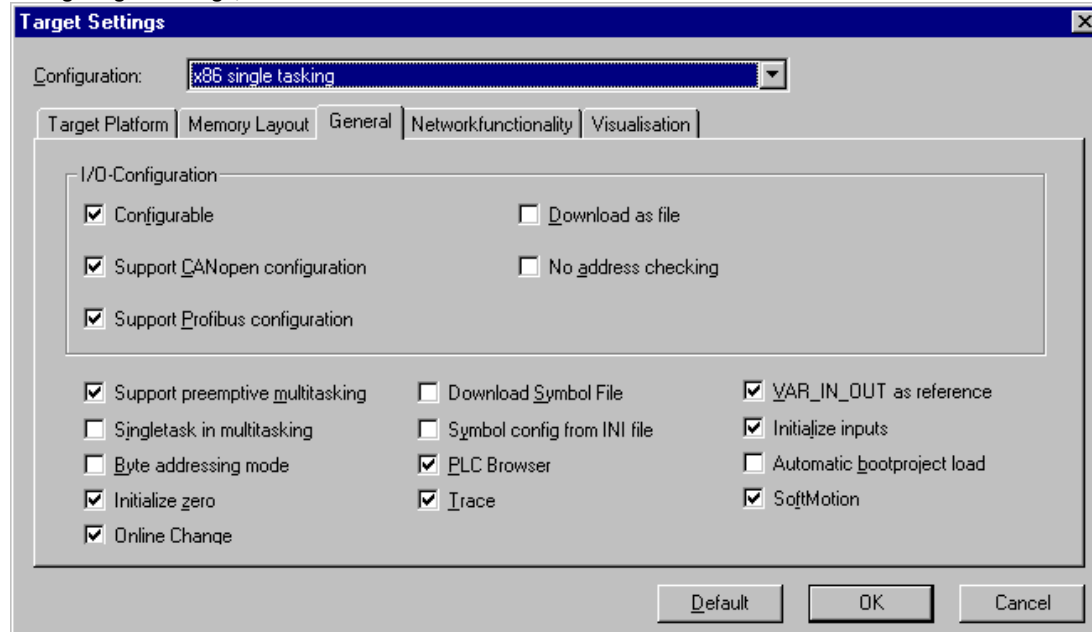 Target Settings
Configuration: x86 single tasking
Target Platform Memory Layout General Networkfunctionality Visualisation
I/O-Configuration
Configurable Download as file
Support CANopen configuration No address checking
Support Profibus configuration
Support preemptive multitasking Download Symbol File VAR_IN_OUT as reference
Singletask in multitasking Symbol config from INI file Initialize inputs
Byte addressing mode PLC Browser Automatic bootproject load
Initialize zero Trace SoftMotion
Online Change
Default OK Cancel